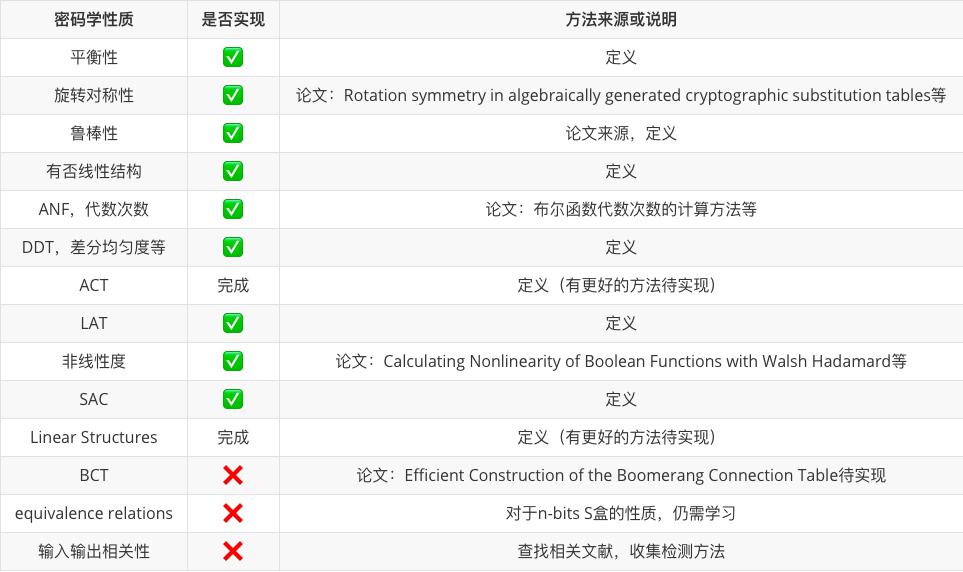 密码学性质 是否实现 方法来源或说明
平衡性 ✅ 定义
旋转对称性 ✅ 论文：Rotation symmetry in algebraically generated cryptographic substitution tables等
鲁棒性 ✅ 论文来源，定义
有否线性结构 ✅ 定义
ANF，代数次数 ✅ 论文：布尔函数代数次数的计算方法等
DDT，差分均匀度等 ✅ 定义
ACT 完成 定义（有更好的方法待实现）
LAT ✅ 定义
非线性度 ✅ 论文：Calculating Nonlinearity of Boolean Functions with Walsh Hadamard等
SAC ✅ 定义
Linear Structures 完成 定义（有更好的方法待实现）
BCT ❌ 论文：Efficient Construction of the Boomerang Connection Table待实现
equivalence relations ❌ 对于n-bits S盒的性质，仍需学习
输入输出相关性 ❌ 查找相关文献，收集检测方法